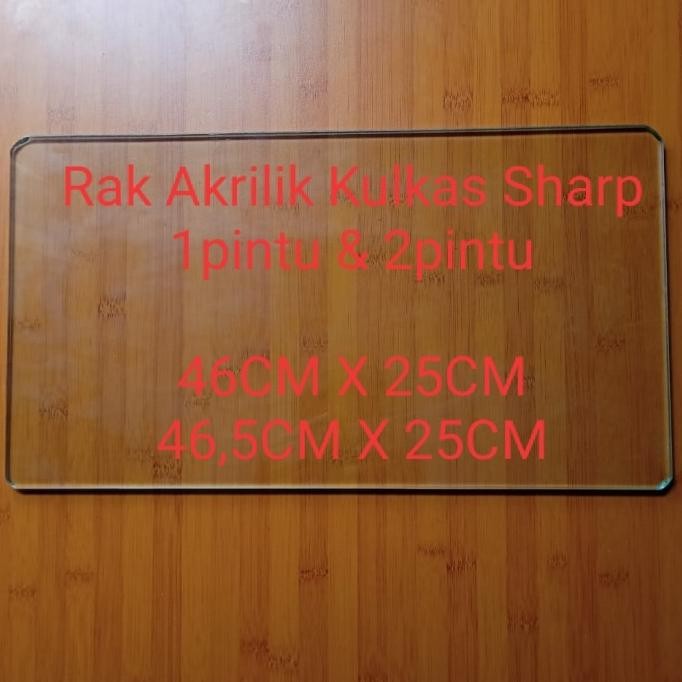 Rak Akrilik Kulkas Sharp
1pintu & 2pintu
46CM X 25CM
46,5CM X 25CM